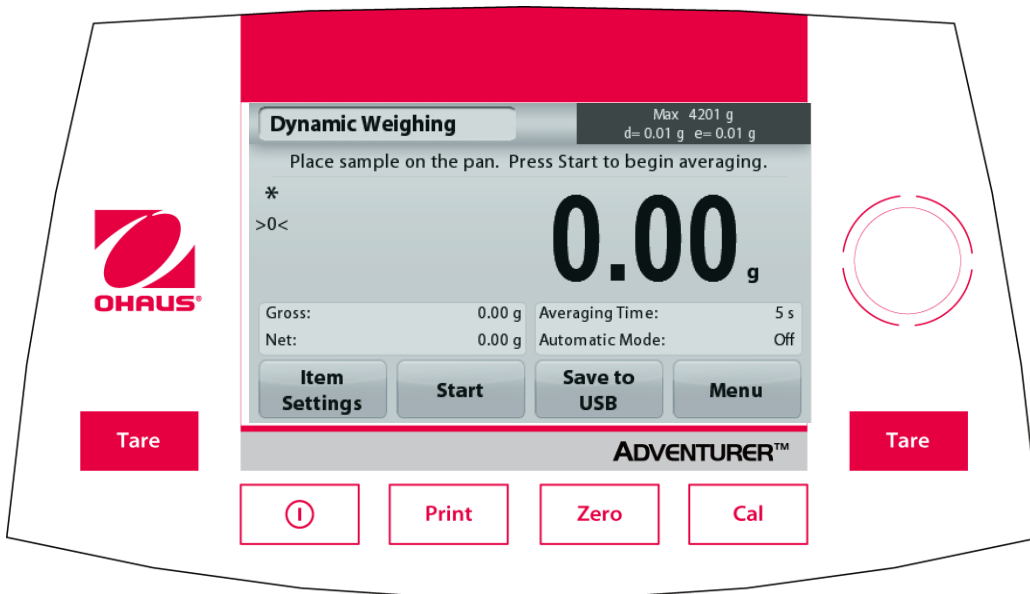 Dynamic Weighing
Max 4201 g
d= 0.01 g e= 0.01 g
Place sample on the pan. Press Start to begin averaging.
*
>0<
0.00 g
OHAUS®
Gross: 0.00 g
Net: 0.00 g
Averaging Time: 5 s
Automatic Mode: Off
Item Settings
Start
Save to USB
Menu
Tare
ADVENTURER™
Tare
Print
Zero
Cal